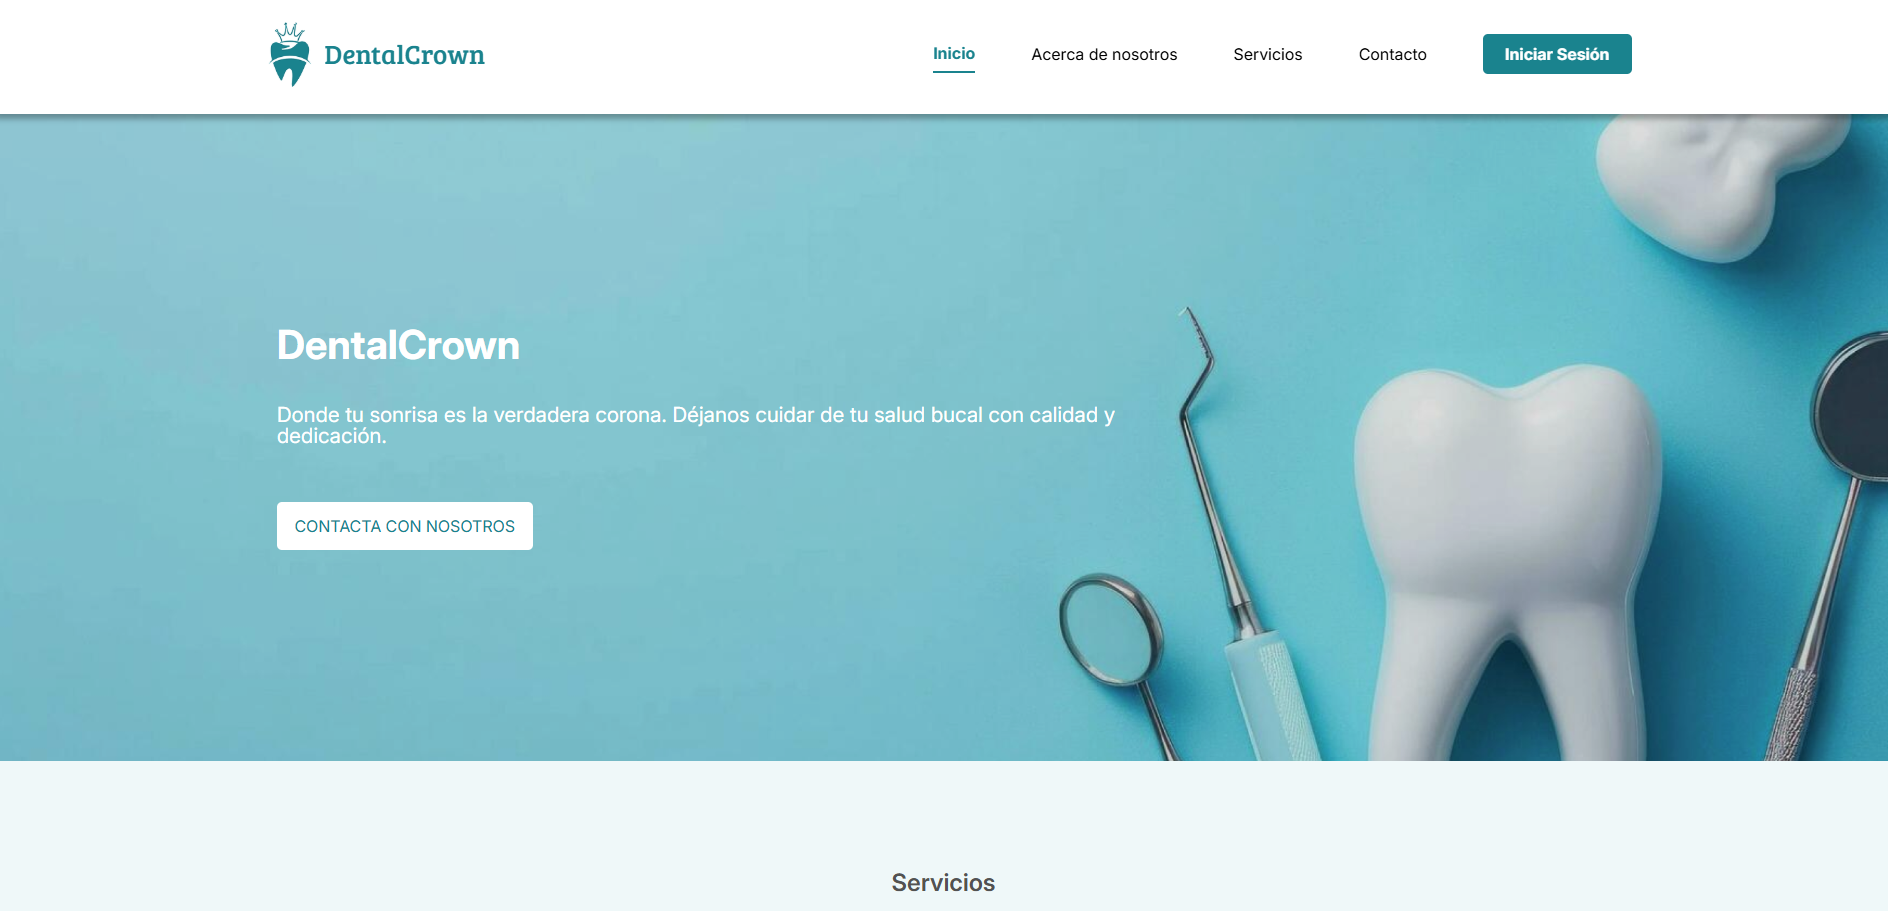 DentalCrown
Inicio
Acerca de nosotros
Servicios
Contacto
Iniciar Sesión
DentalCrown
Donde tu sonrisa es la verdadera corona. Déjanos cuidar de tu salud bucal con calidad y
dedicación.
CONTACTA CON NOSOTROS
Servicios